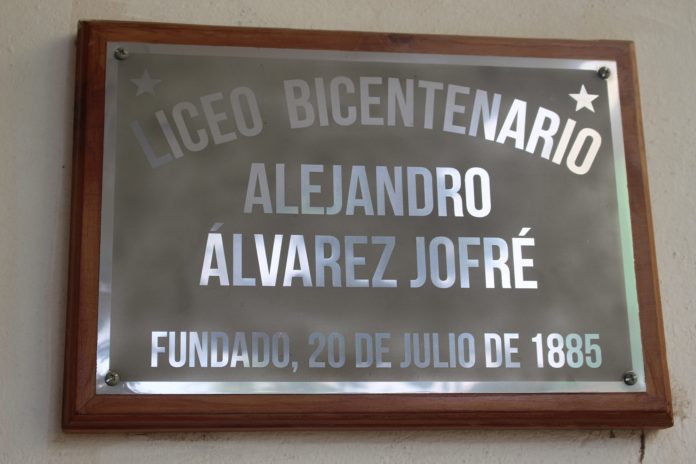 LICEO BICENTENARIO
ALEJANDRO
ÁLVAREZ JOFRÉ
FUNDADO, 20 DE JULIO DE 1885